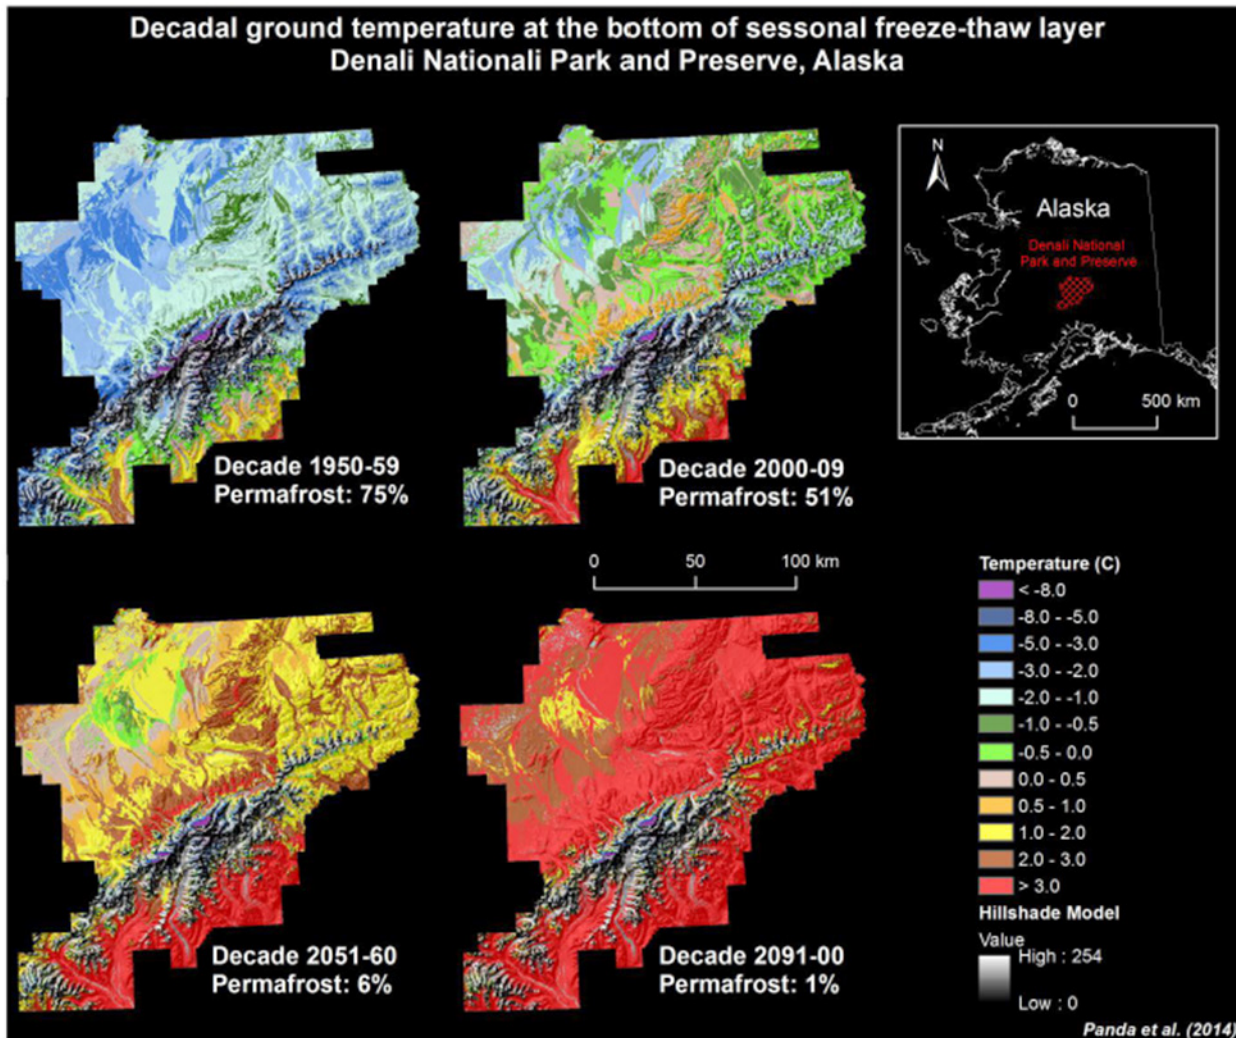 Decadal ground temperature at the bottom of sessonal freeze-thaw layer
Denali Nationali Park and Preserve, Alaska
N
Alaska
Denali National
Park and Preserve
0 500 km
Decade 1950-59
Permafrost: 75%
Decade 2000-09
Permafrost: 51%
0 50 100 km
Temperature (C)
< -8.0
-8.0 - -5.0
-5.0 - -3.0
-3.0 - -2.0
-2.0 - -1.0
-1.0 - -0.5
-0.5 - 0.0
0.0 - 0.5
0.5 - 1.0
1.0 - 2.0
2.0 - 3.0
> 3.0
Hillshade Model
Value
High : 254
Low : 0
Decade 2051-60
Permafrost: 6%
Decade 2091-00
Permafrost: 1%
Panda et al. (2014)